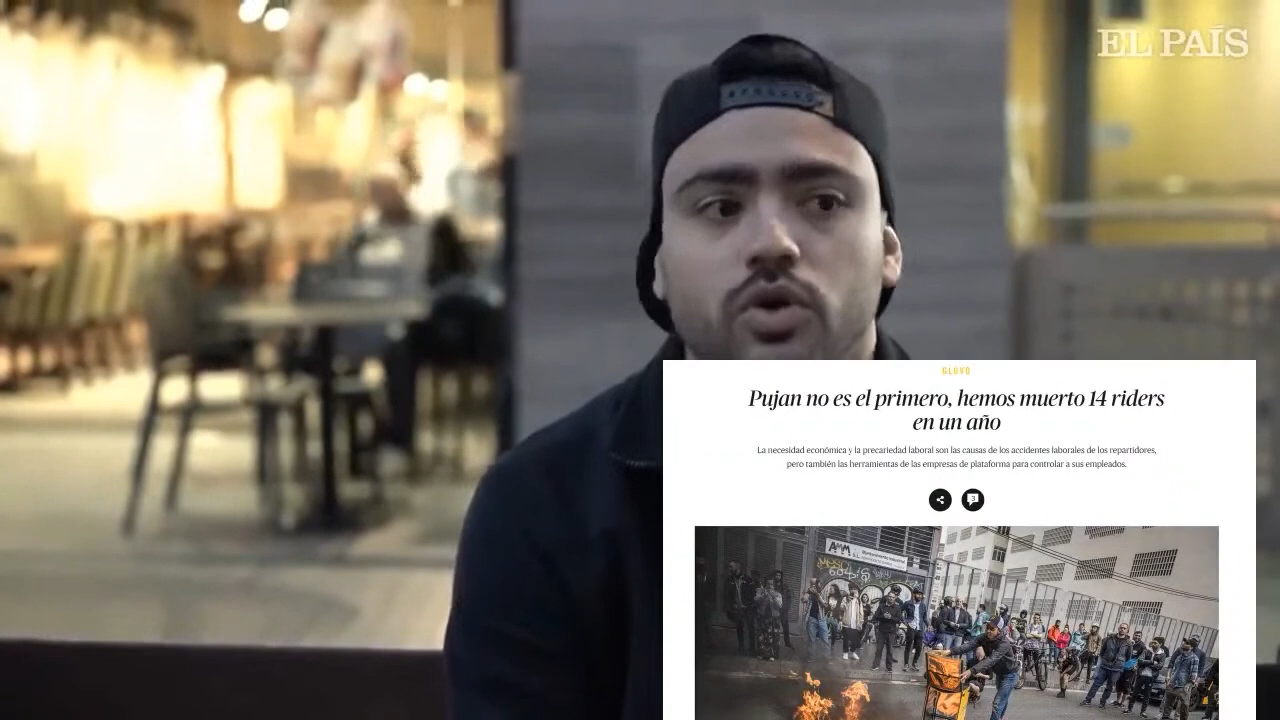 EL PAÍS
GLOVO
Pujan no es el primero, hemos muerto 14 riders
en un año
La necesidad económica y la precariedad laboral son las causas de los accidentes laborales de los repartidores,
pero también las herramientas de las empresas de plataforma para controlar a sus empleados.
3